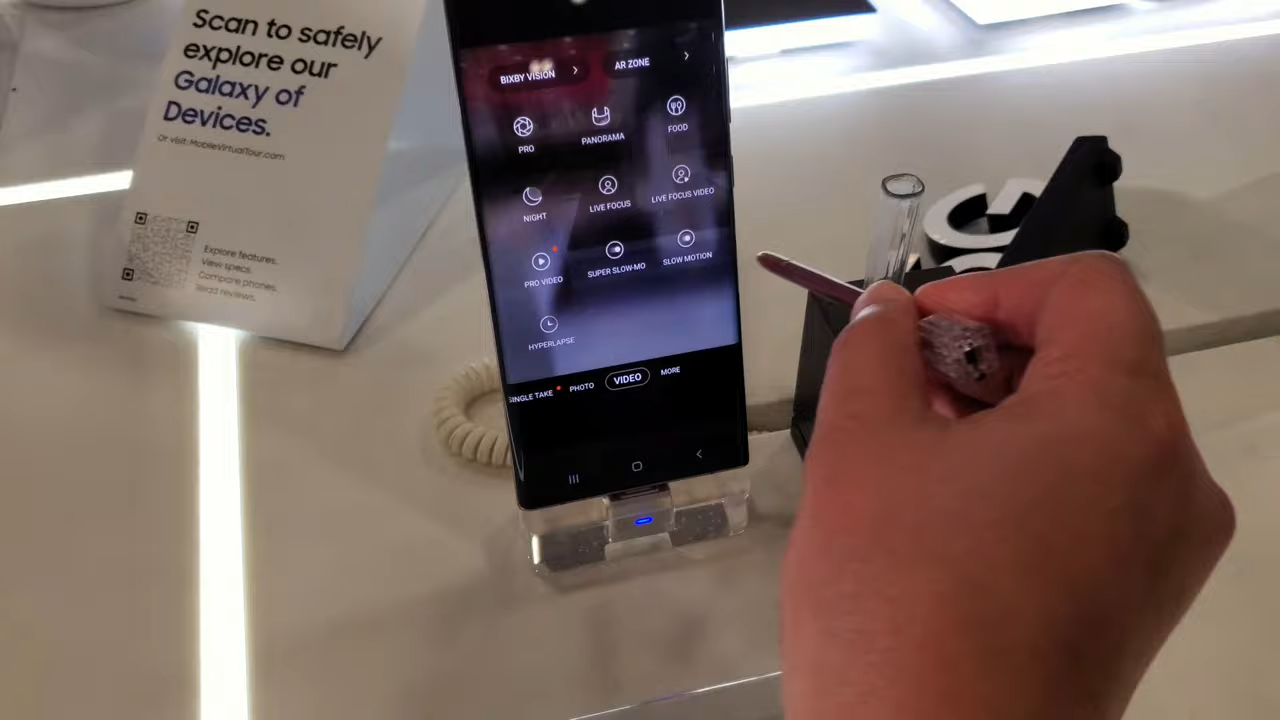 Scan to safely
explore our
Galaxy of
Devices.
Or visit: MobileVirtualTour.com
Explore features.
View specs.
Compare phones.
Read reviews.
BIXBY VISION
AR ZONE
PRO
PANORAMA
FOOD
NIGHT
LIVE FOCUS
LIVE FOCUS VIDEO
PRO VIDEO
SUPER SLOW-MO
SLOW MOTION
HYPERLAPSE
SINGLE TAKE PHOTO VIDEO MORE